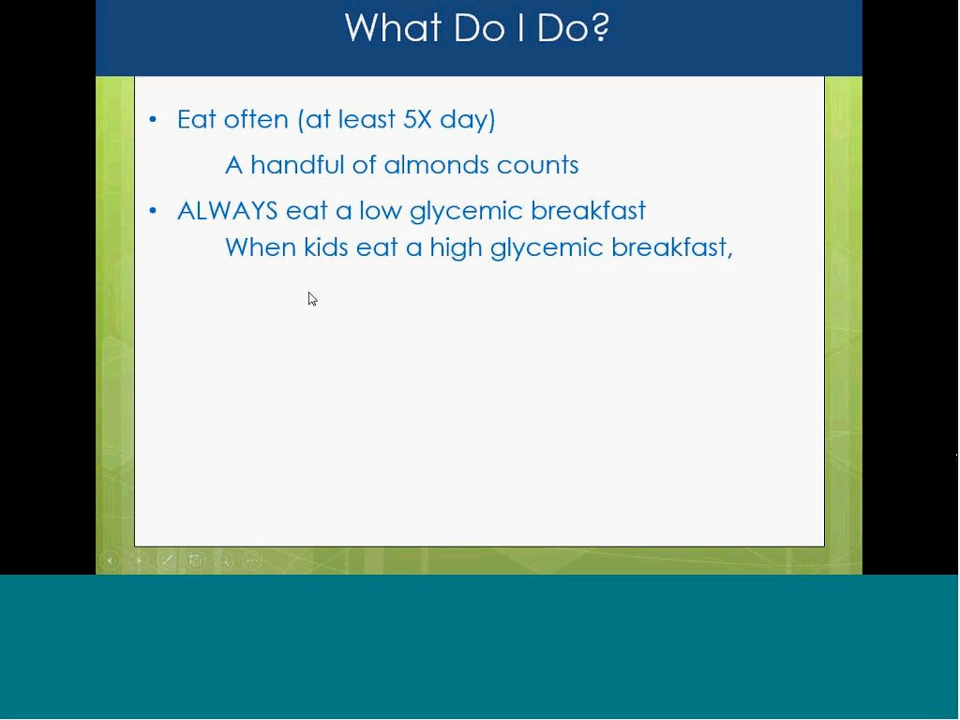 What Do I Do?
• Eat often (at least 5X day)
A handful of almonds counts
• ALWAYS eat a low glycemic breakfast
When kids eat a high glycemic breakfast,